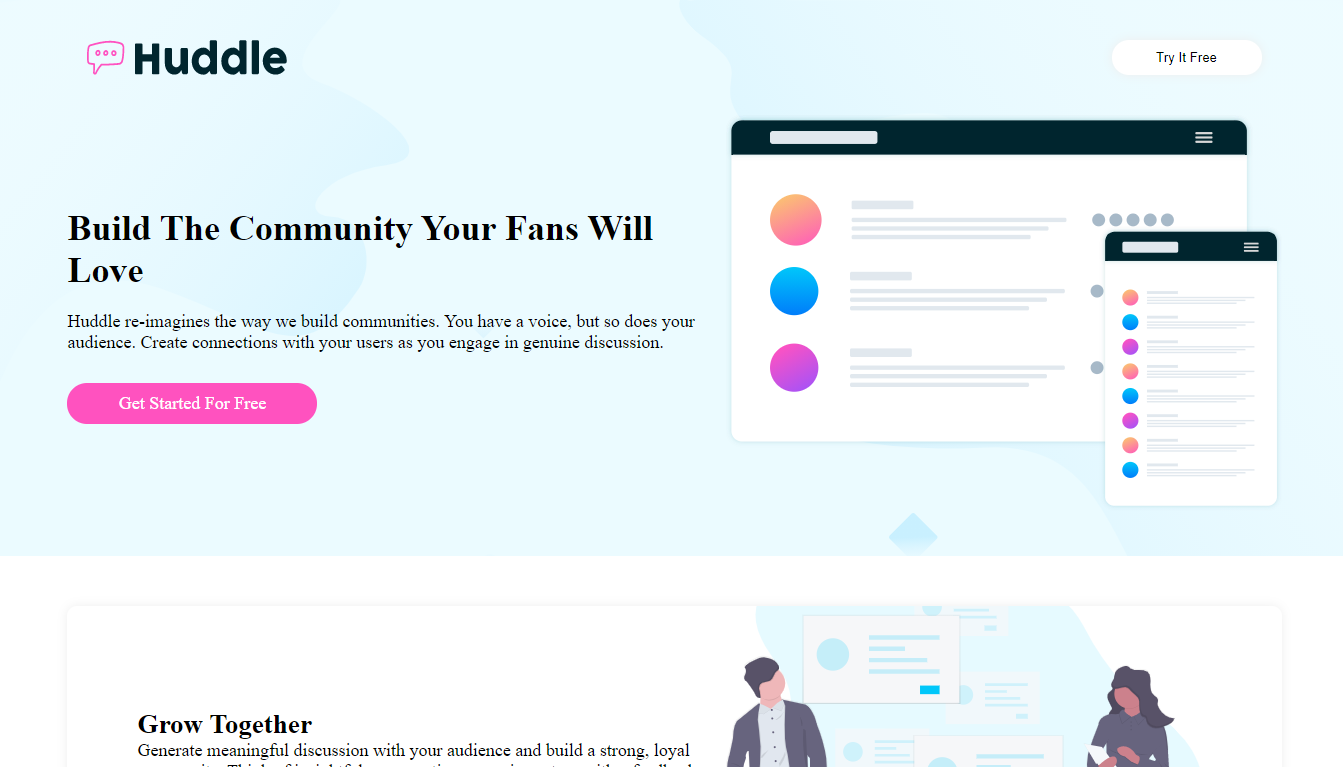 Huddle
Try It Free
Build The Community Your Fans Will
Love
Huddle re-imagines the way we build communities. You have a voice, but so does your
audience. Create connections with your users as you engage in genuine discussion.
Get Started For Free
Grow Together
Generate meaningful discussion with your audience and build a strong, loyal